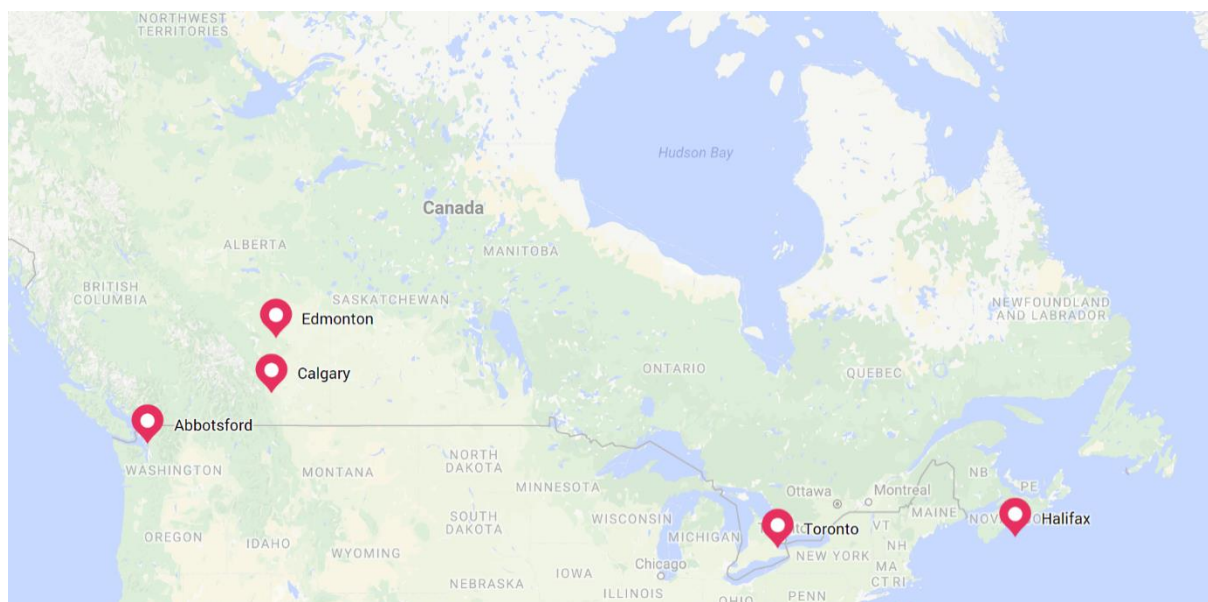 NORTHWEST
TERRITORIES
Hudson Bay
Canada
ALBERTA
MANITOBA
BRITISH
COLUMBIA
SASKATCHEWAN
NEWFOUNDLAND
AND LABRADOR
Edmonton
Calgary
ONTARIO
QUEBEC
Abbotsford
WASHINGTON
MONTANA
NORTH
DAKOTA
MINNESOTA
NB
PE
Ottawa
Montreal
MAINE
Halifax
OREGON
IDAHO
SOUTH
DAKOTA
WISCONSIN
MICHIGAN
Toronto
VT
NH
NEW YORK
WYOMING
Chicago
MA
CT RI
NEBRASKA
IOWA
ILLINOIS
OHIO
PENN